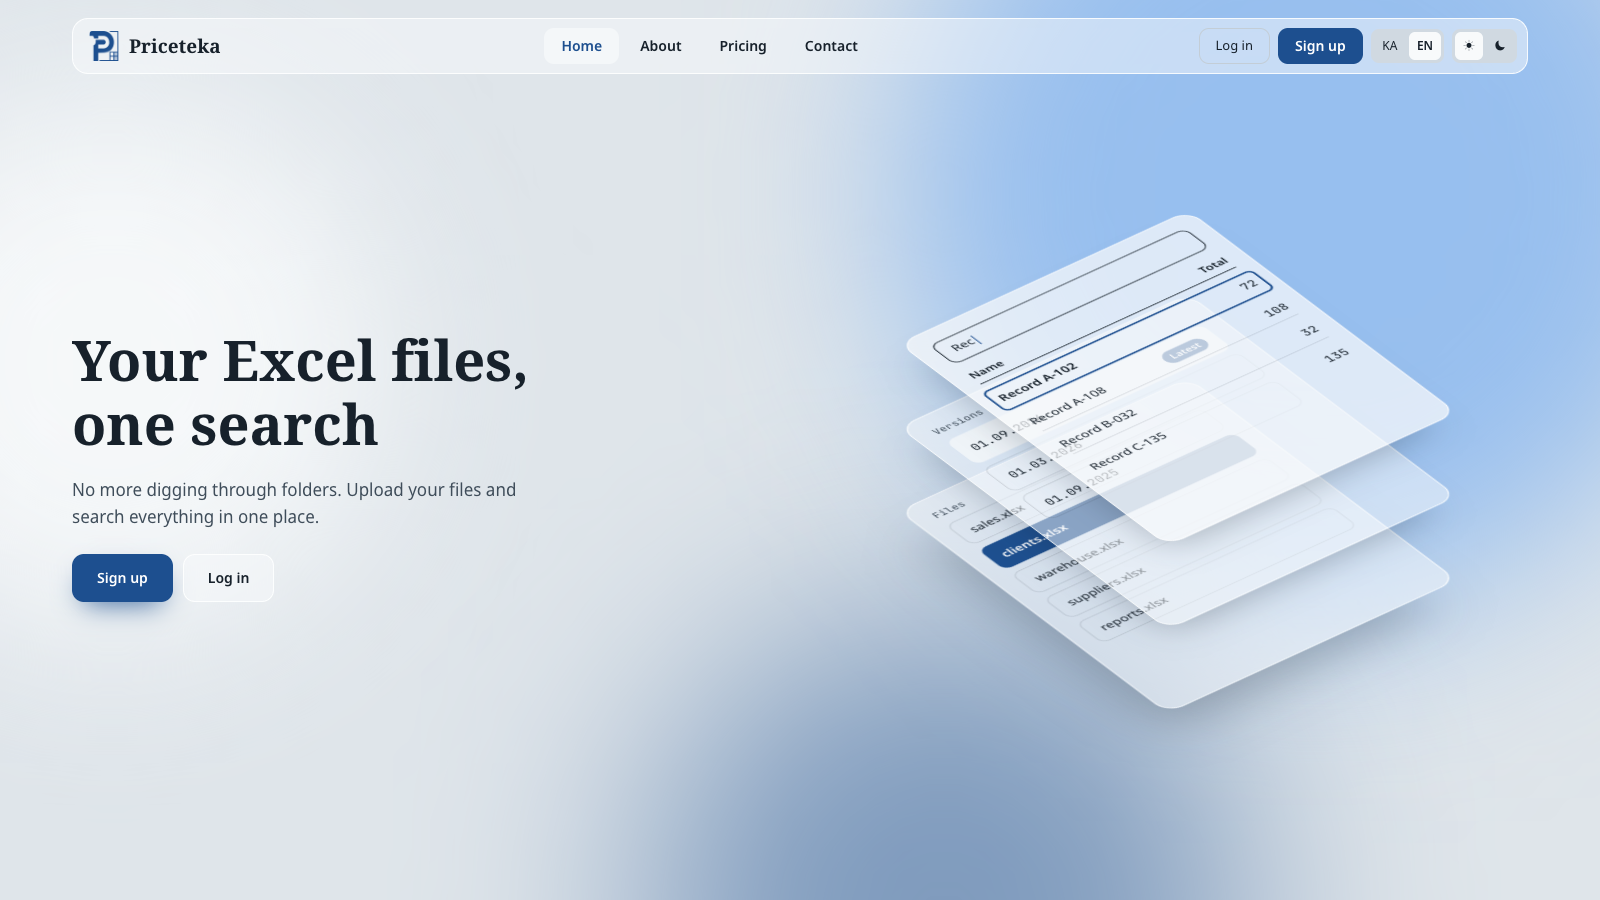 Priceteka
Home
About
Pricing
Contact
Log in
Sign up
KA
EN
Your Excel files,
one search
No more digging through folders. Upload your files and
search everything in one place.
Sign up
Log in
Rec
Name Total
Record A-102 72
Record A-108 108
Record B-032 32
Record C-135 135
Versions
Latest
01.09.2026
01.03.2026
01.09.2025
Files
sales.xlsx
clients.xlsx
warehouse.xlsx
suppliers.xlsx
reports.xlsx